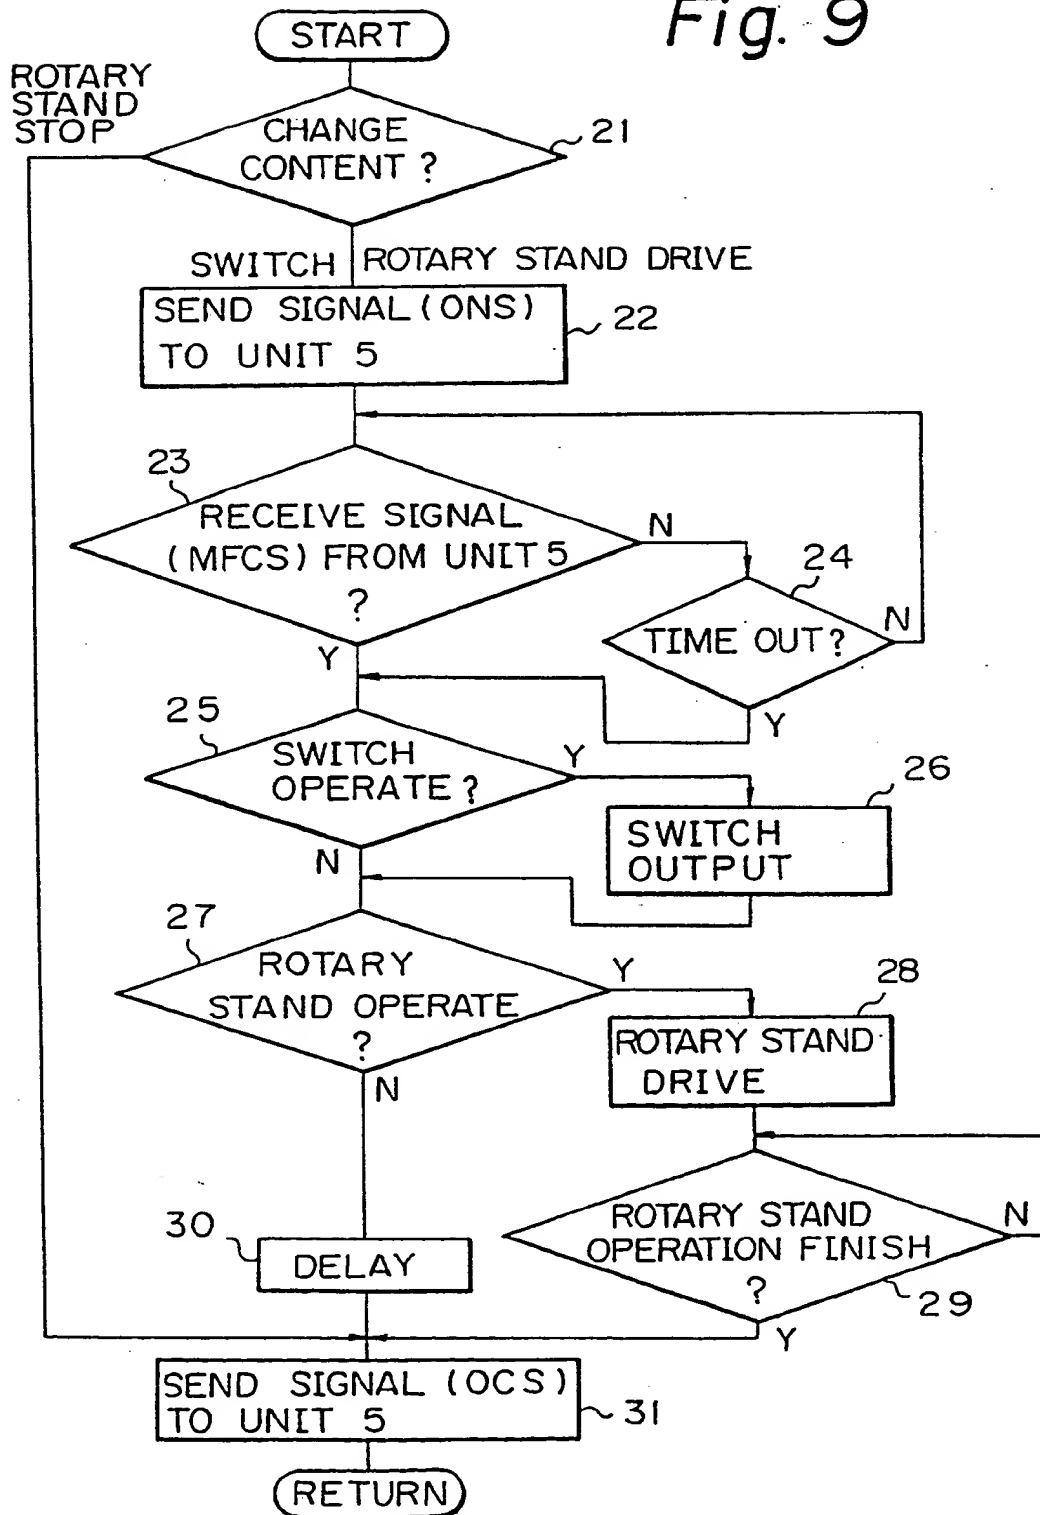 Fig. 9
START
ROTARY
STAND
STOP
CHANGE
CONTENT ?
21
SWITCH
ROTARY STAND DRIVE
SEND SIGNAL (ONS)
TO UNIT 5
22
23
RECEIVE SIGNAL
(MFCS) FROM UNIT 5
?
N
24
TIME OUT?
N
Y
Y
25
SWITCH
OPERATE?
Y
26
SWITCH
OUTPUT
N
27
ROTARY
STAND OPERATE
?
Y
28
ROTARY STAND
DRIVE
N
ROTARY STAND
OPERATION FINISH
?
N
29
30
DELAY
Y
SEND SIGNAL (OCS)
TO UNIT 5
31
RETURN